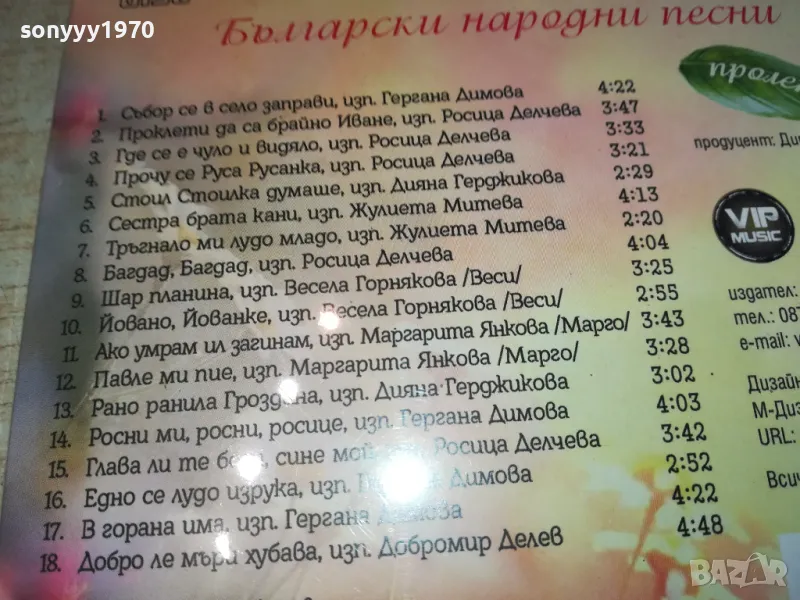 sonyyy1970
Български народни песни
проле
1. Събор се в село заправи, изп. Гергана Димова 4:22
2. Проклети да са брайно Иване, изп. Росица Делчева 3:47
3. Где се е чуло и видяло, изп. Росица Делчева 3:33
4. Прочу се Руса Русанка, изп. Росица Делчева 3:21
5. Стоил Стоилка думаше, изп. Дияна Герджикова 2:29
6. Сестра брата кани, изп. Жулиета Митева 4:13
7. Тръгнало ми лудо младо, изп. Жулиета Митева 2:20
8. Багдад, Багдад, изп. Росица Делчева 4:04
9. Шар планина, изп. Весела Горнякова /Веси/ 3:25
10. Йовано, Йованке, изп. Весела Горнякова /Веси/ 2:55
11. Ако умрам ил загинам, изп. Маргарита Янкова /Марго/ 3:43
12. Павле ми пие, изп. Маргарита Янкова /Марго/ 3:28
13. Рано ранила Гроздана, изп. Дияна Герджикова 3:02
14. Росни ми, росни, росице, изп. Гергана Димова 4:03
15. Глава ли те боли, сине мой, Росица Делчева 3:42
16. Едно се лудо изрука, изп. Димова 2:52
17. В горана има, изп. Гергана Димова 4:22
18. Добро ле мъри хубава, изп. Добромир Делев 4:48
продуцент: Ди
VIP
MUSIC
издател:
тел.: 087
e-mail: v
Дизайн
М-Диз
URL:
Всич
BAZAR